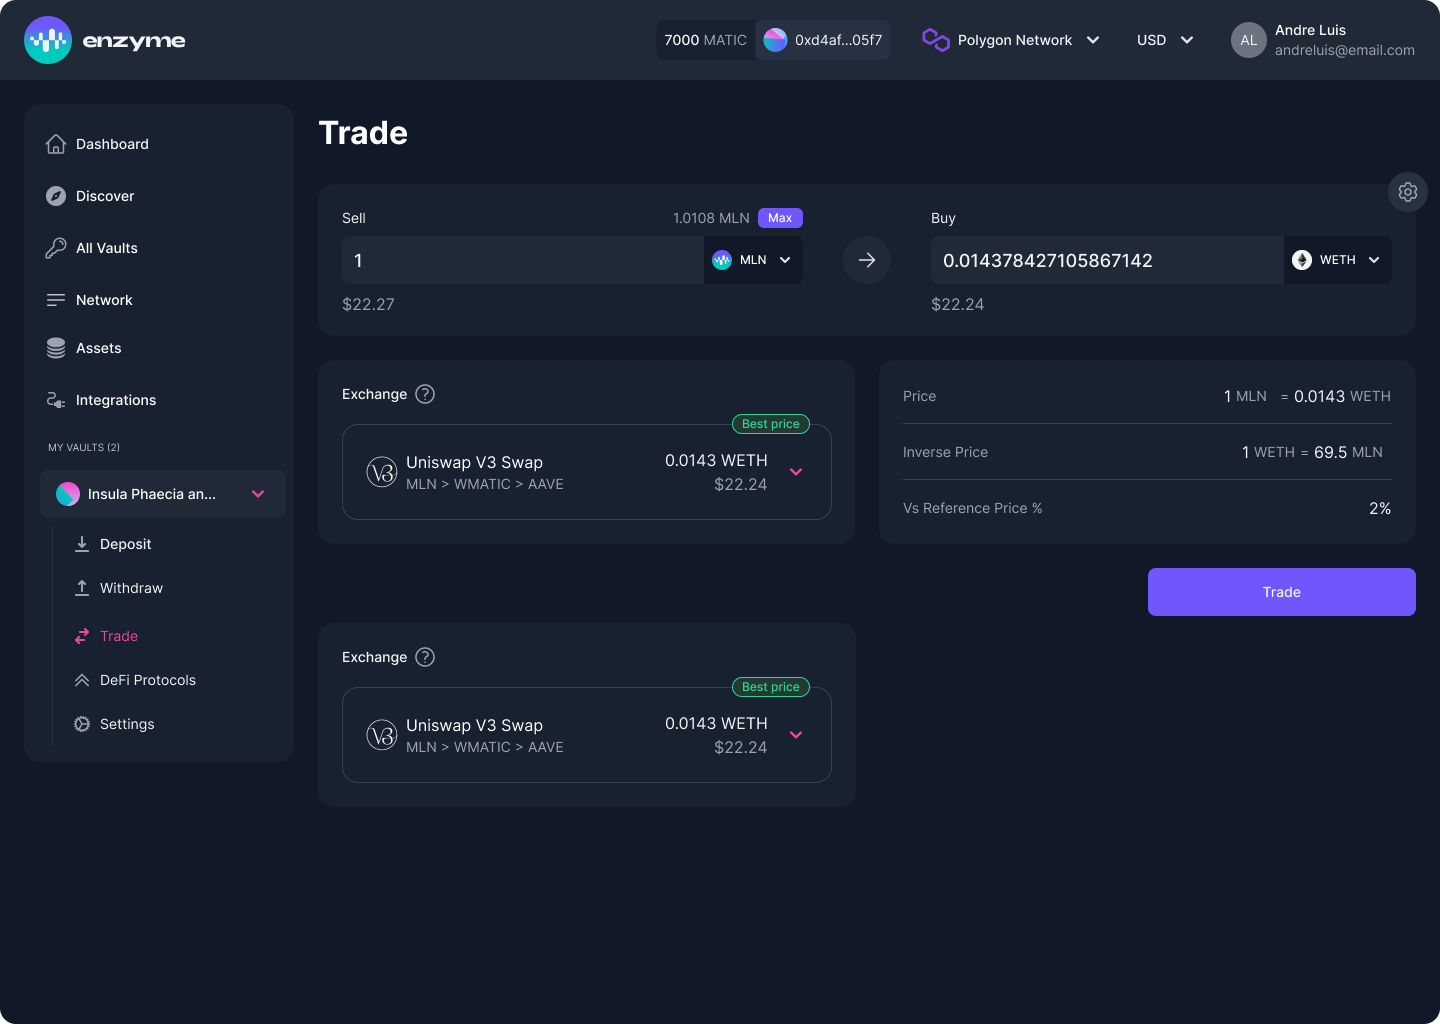 enzyme
7000 MATIC
0xd4af...05f7
Polygon Network
USD
AL
Andre Luis
andreluis@email.com
Dashboard
Discover
All Vaults
Network
Assets
Integrations
MY VAULTS (2)
Insula Phaecia an...
Deposit
Withdraw
Trade
DeFi Protocols
Settings
Trade
Sell
1.0108 MLN
Max
1
MLN
$22.27
Buy
0.014378427105867142
WETH
$22.24
Exchange ?
Best price
V3
Uniswap V3 Swap
MLN > WMATIC > AAVE
0.0143 WETH
$22.24
Price
1 MLN = 0.0143 WETH
Inverse Price
1 WETH = 69.5 MLN
Vs Reference Price %
2%
Trade
Exchange ?
Best price
V3
Uniswap V3 Swap
MLN > WMATIC > AAVE
0.0143 WETH
$22.24